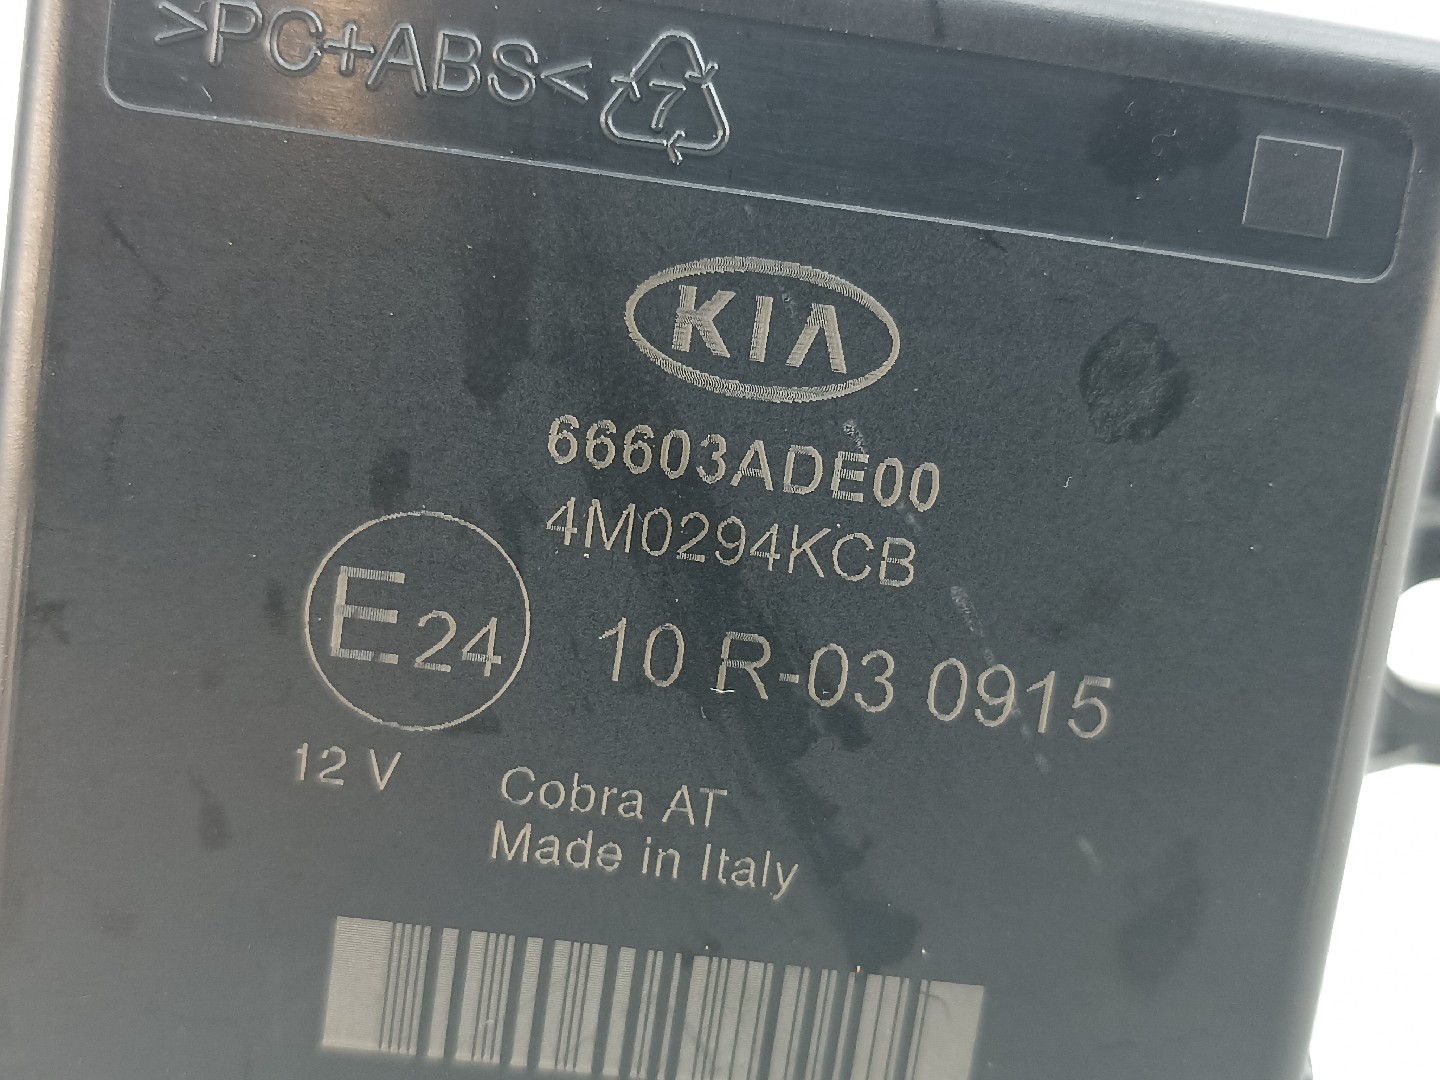 >PC+ABS<
7
KIA
66603ADE00
4M0294KCB
E24
10 R-03 0915
12 V
Cobra AT
Made in Italy